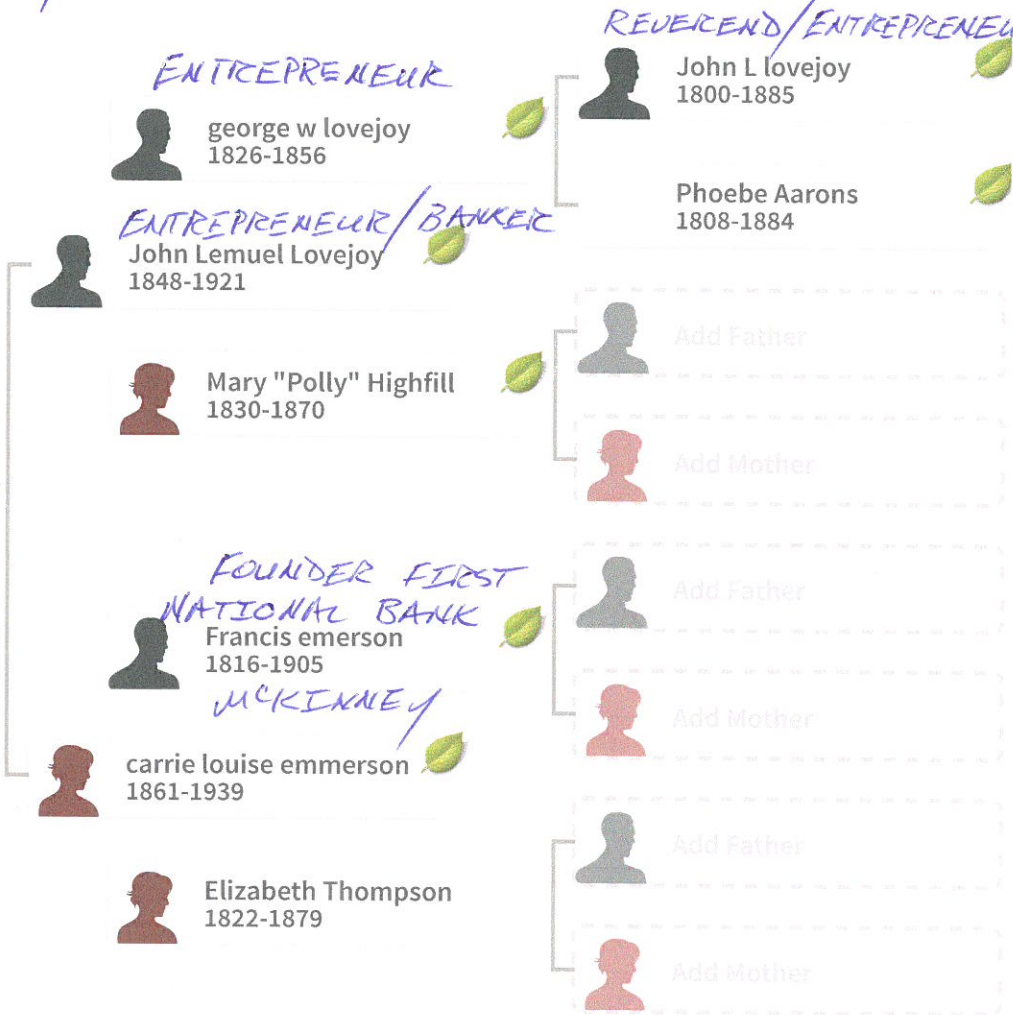 REVEREND/ENTREPRENEU
John L lovejoy
1800-1885
ENTREPRENEUR
george w lovejoy
1826-1856
Phoebe Aarons
1808-1884
ENTREPRENEUR/BANKER
John Lemuel Lovejoy
1848-1921
Add Father
Mary "Polly" Highfill
1830-1870
Add Mother
FOUNDER FIRST
NATIONAL BANK
Francis emerson
1816-1905
McKINNEY
Add Father
Add Mother
carrie louise emmerson
1861-1939
Add Father
Elizabeth Thompson
1822-1879
Add Mother